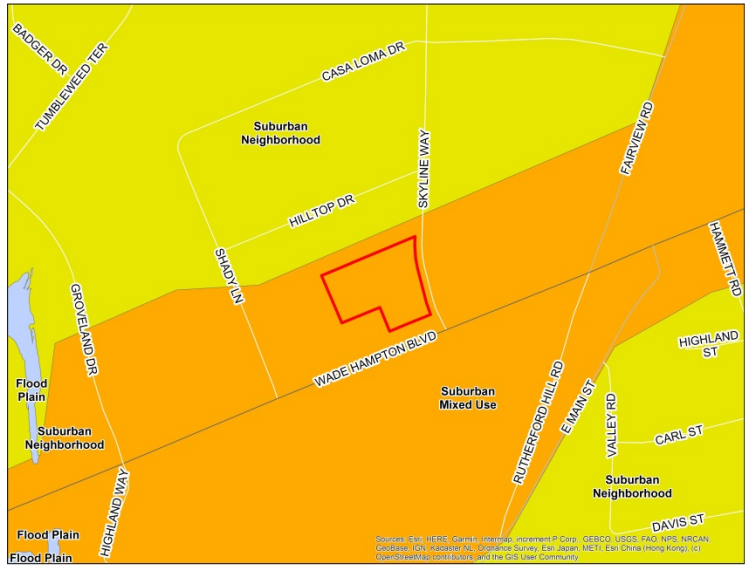 BADGER DR
TUMBLEWEED TER
CASA LOMA DR
Suburban
Neighborhood
SKYLINE WAY
FAIRVIEW RD
HILLTOP DR
SHADY LN
HAMMETT RD
GROVELAND DR
WADE HAMPTON BLVD
HIGHLAND
ST
Flood
Plain
Suburban
Mixed Use
RUTHERFORD HILL RD
E MAIN ST
VALLEY RD
CARL ST
Suburban
Neighborhood
HIGHLAND WAY
Suburban
Neighborhood
DAVIS ST
Flood Plain
Flood Plain
Sources: Esri, HERE, Garmin, Intermap, increment P Corp., GEBCO, USGS, FAO, NPS, NRCAN,
GeoBase, IGN, Kadaster NL, Ordnance Survey, Esri Japan, METI, Esri China (Hong Kong), (c)
OpenStreetMap contributors, and the GIS User Community